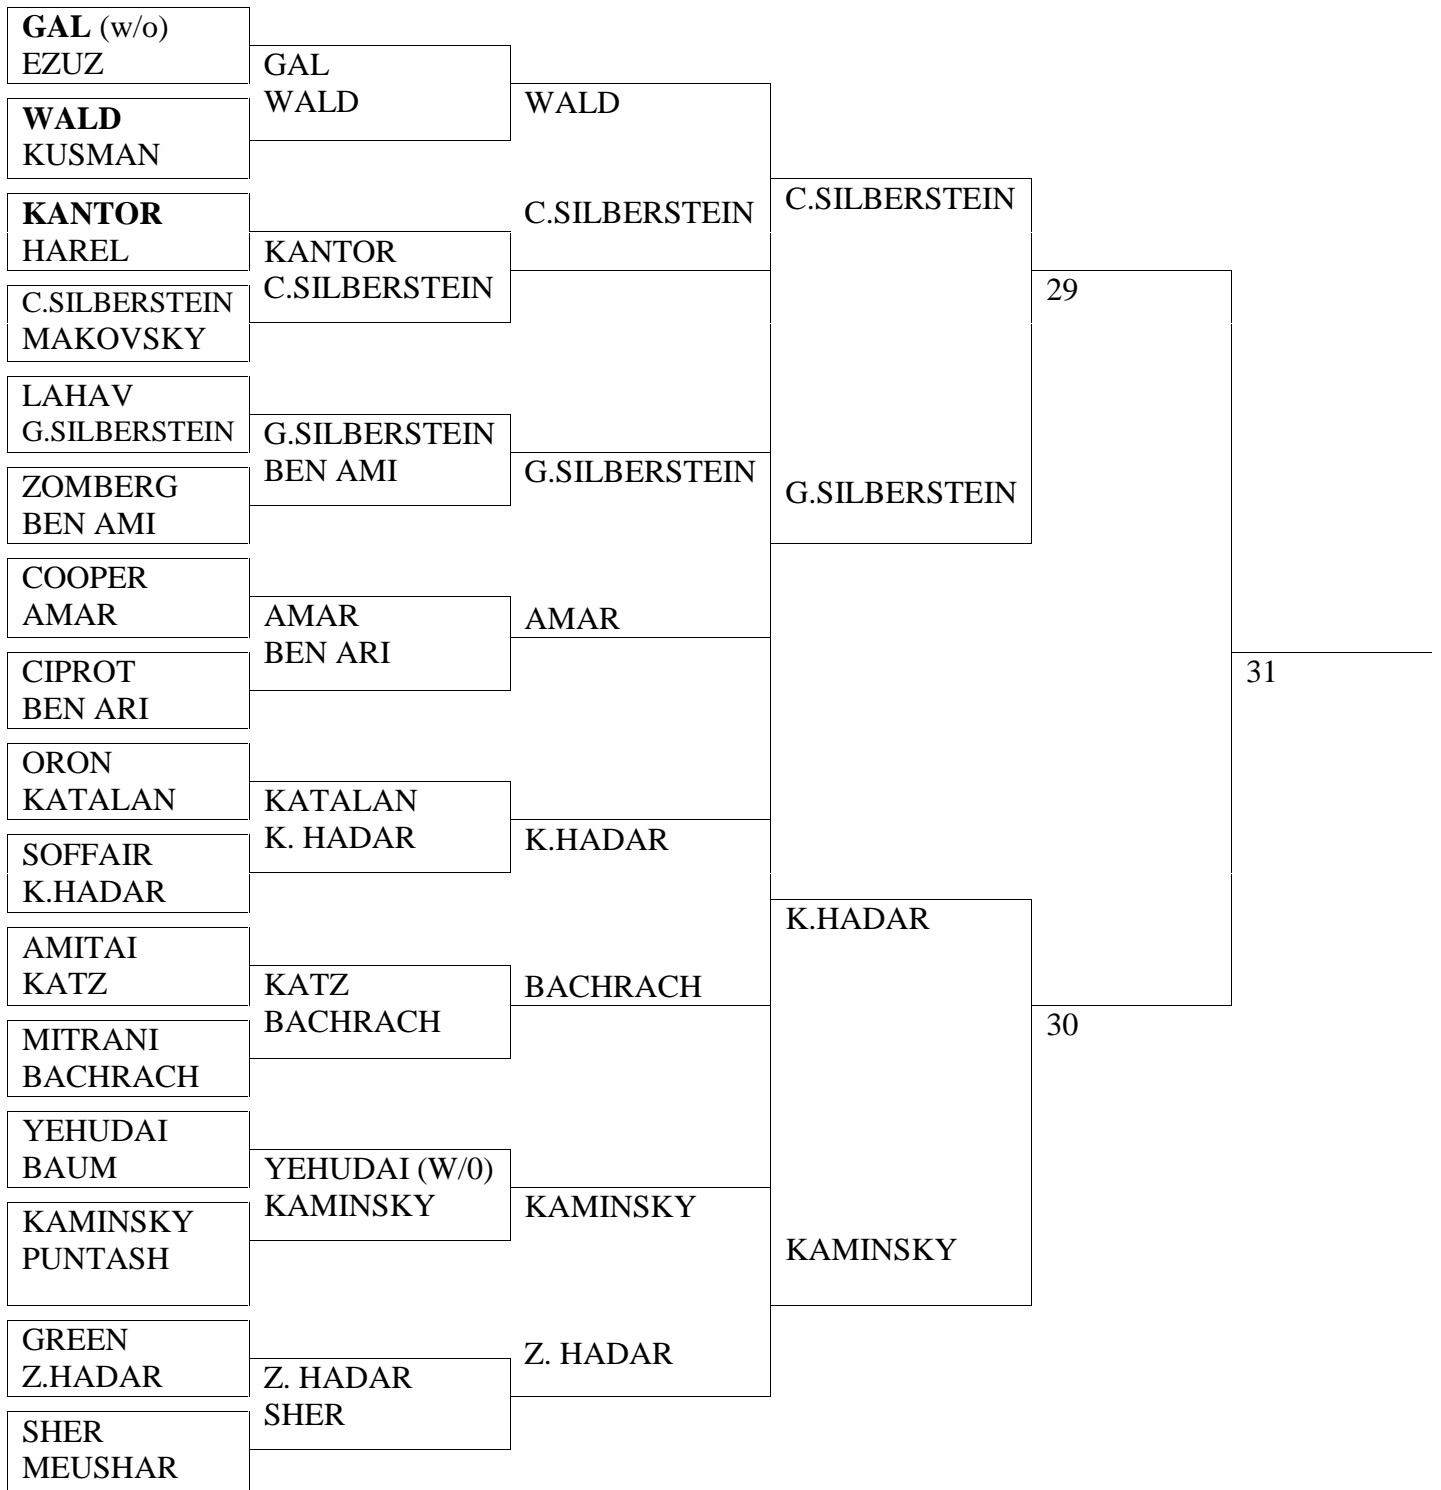 GAL (w/o)
EZUZ
WALD
KUSMAN
KANTOR
HAREL
C.SILBERSTEIN
MAKOVSKY
LAHAV
G.SILBERSTEIN
ZOMBERG
BEN AMI
COOPER
AMAR
CIPROT
BEN ARI
ORON
KATALAN
SOFFAIR
K.HADAR
AMITAI
KATZ
MITRANI
BACHRACH
YEHUDAI
BAUM
KAMINSKY
PUNTASH
GREEN
Z.HADAR
SHER
MEUSHAR
GAL
WALD
KANTOR
C.SILBERSTEIN
G.SILBERSTEIN
BEN AMI
AMAR
BEN ARI
KATALAN
K. HADAR
KATZ
BACHRACH
YEHUDAI (W/0)
KAMINSKY
Z. HADAR
SHER
WALD
C.SILBERSTEIN
G.SILBERSTEIN
AMAR
K.HADAR
BACHRACH
KAMINSKY
Z. HADAR
C.SILBERSTEIN
G.SILBERSTEIN
K.HADAR
KAMINSKY
29
30
31